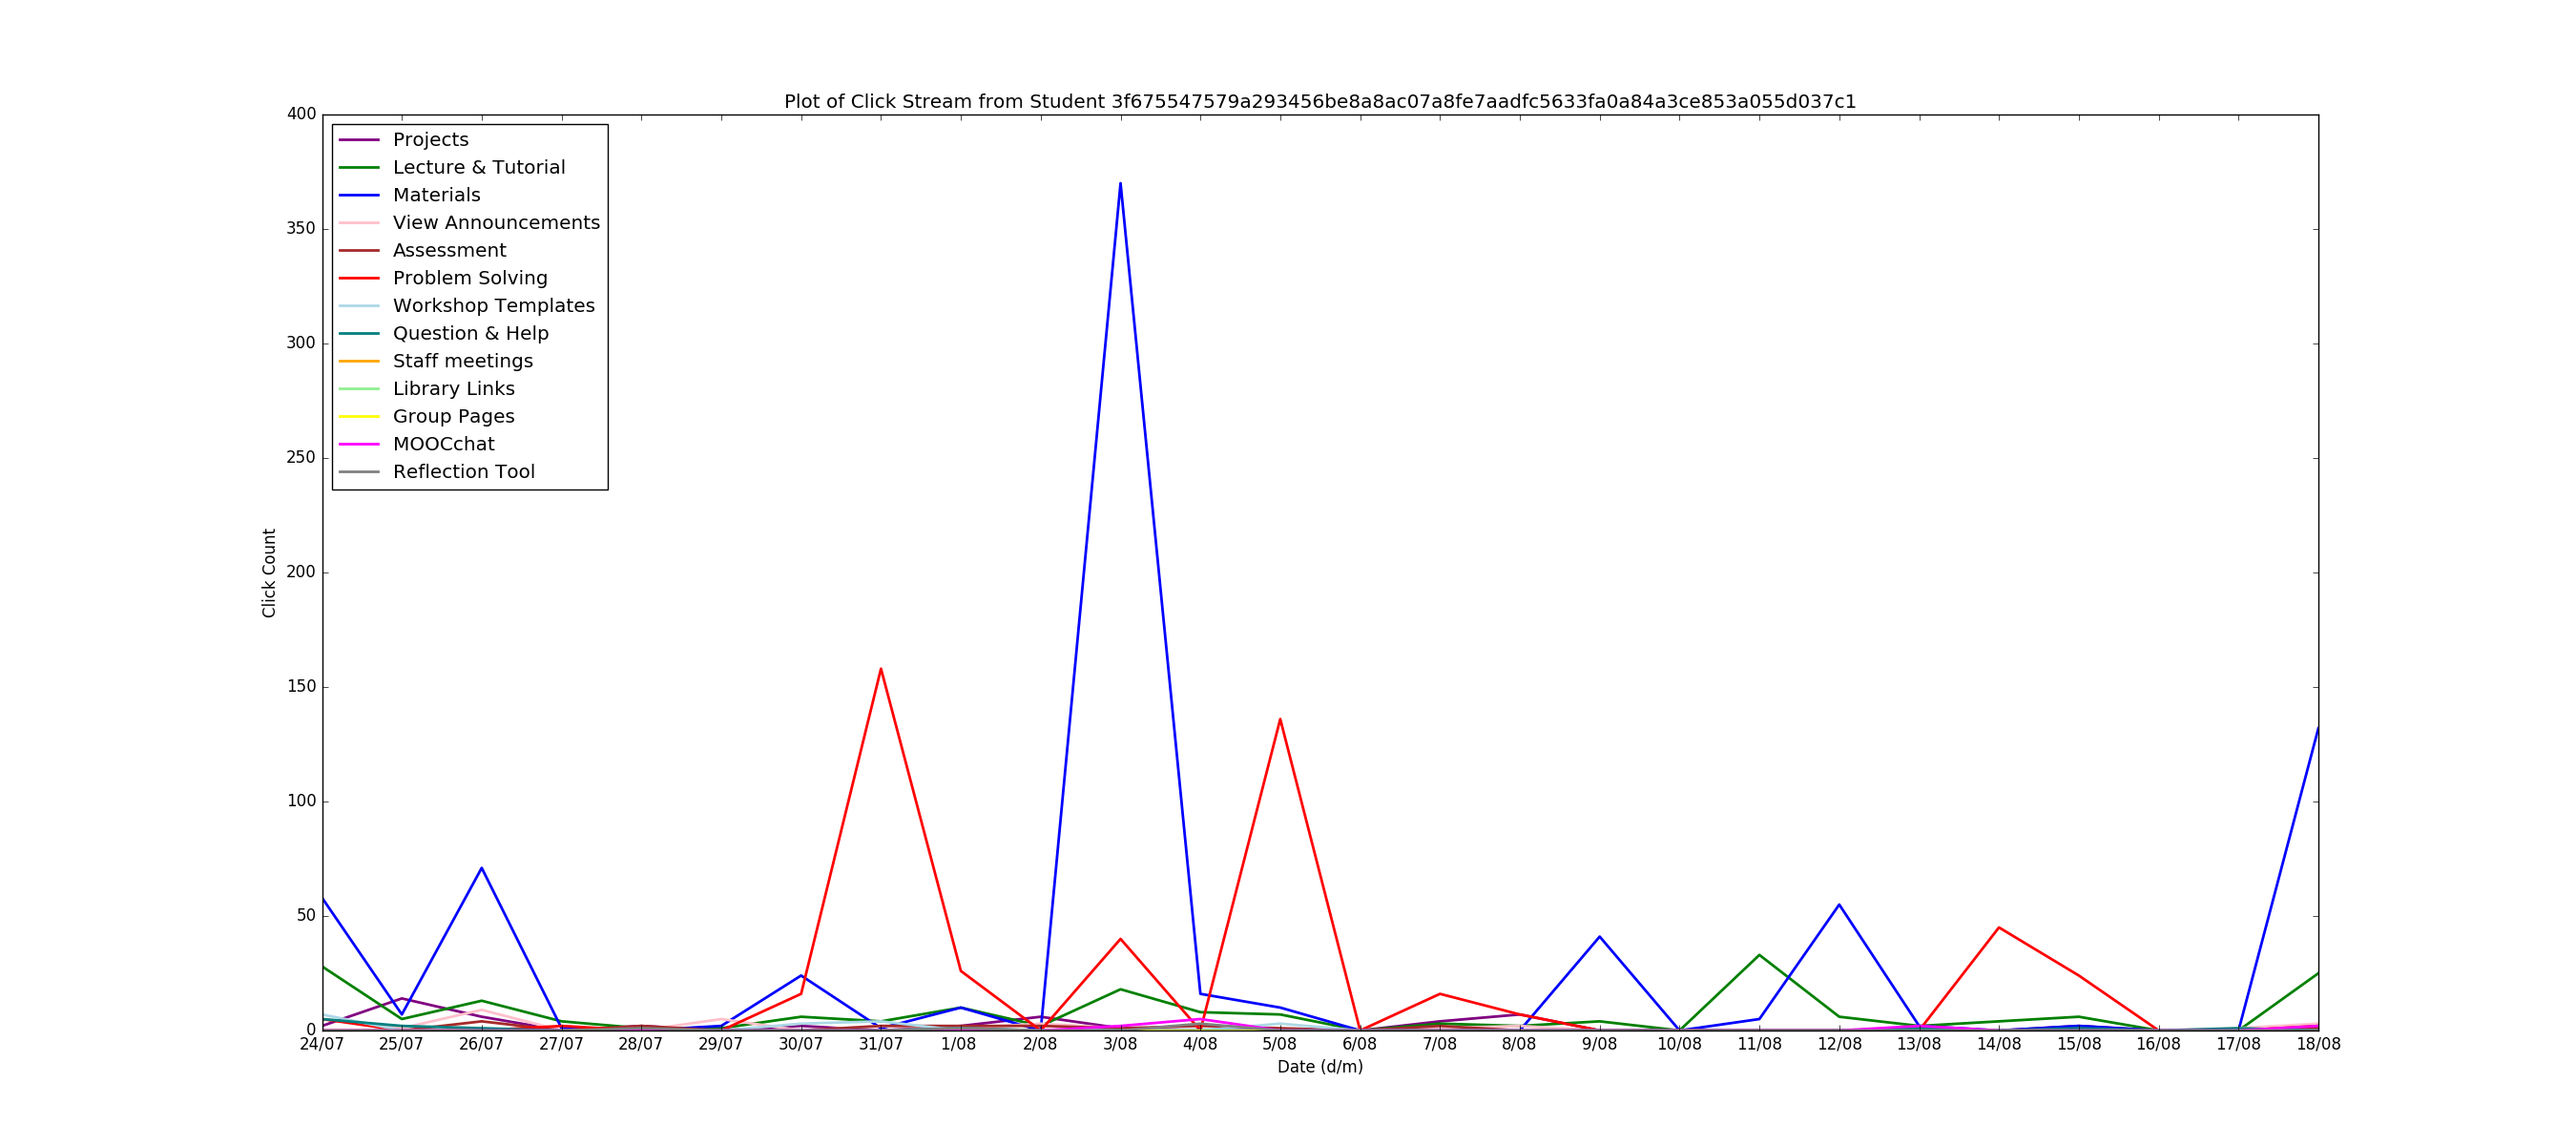 Plot of Click Stream from Student 3f675547579a293456be8a8ac07a8fe7aadfc5633fa0a84a3ce853a055d037c1
400
350
300
250
200
150
100
50
0
Click Count
Projects
Lecture & Tutorial
Materials
View Announcements
Assessment
Problem Solving
Workshop Templates
Question & Help
Staff meetings
Library Links
Group Pages
MOOCchat
Reflection Tool
24/07 25/07 26/07 27/07 28/07 29/07 30/07 31/07 1/08 2/08 3/08 4/08 5/08 6/08 7/08 8/08 9/08 10/08 11/08 12/08 13/08 14/08 15/08 16/08 17/08 18/08
Date (d/m)